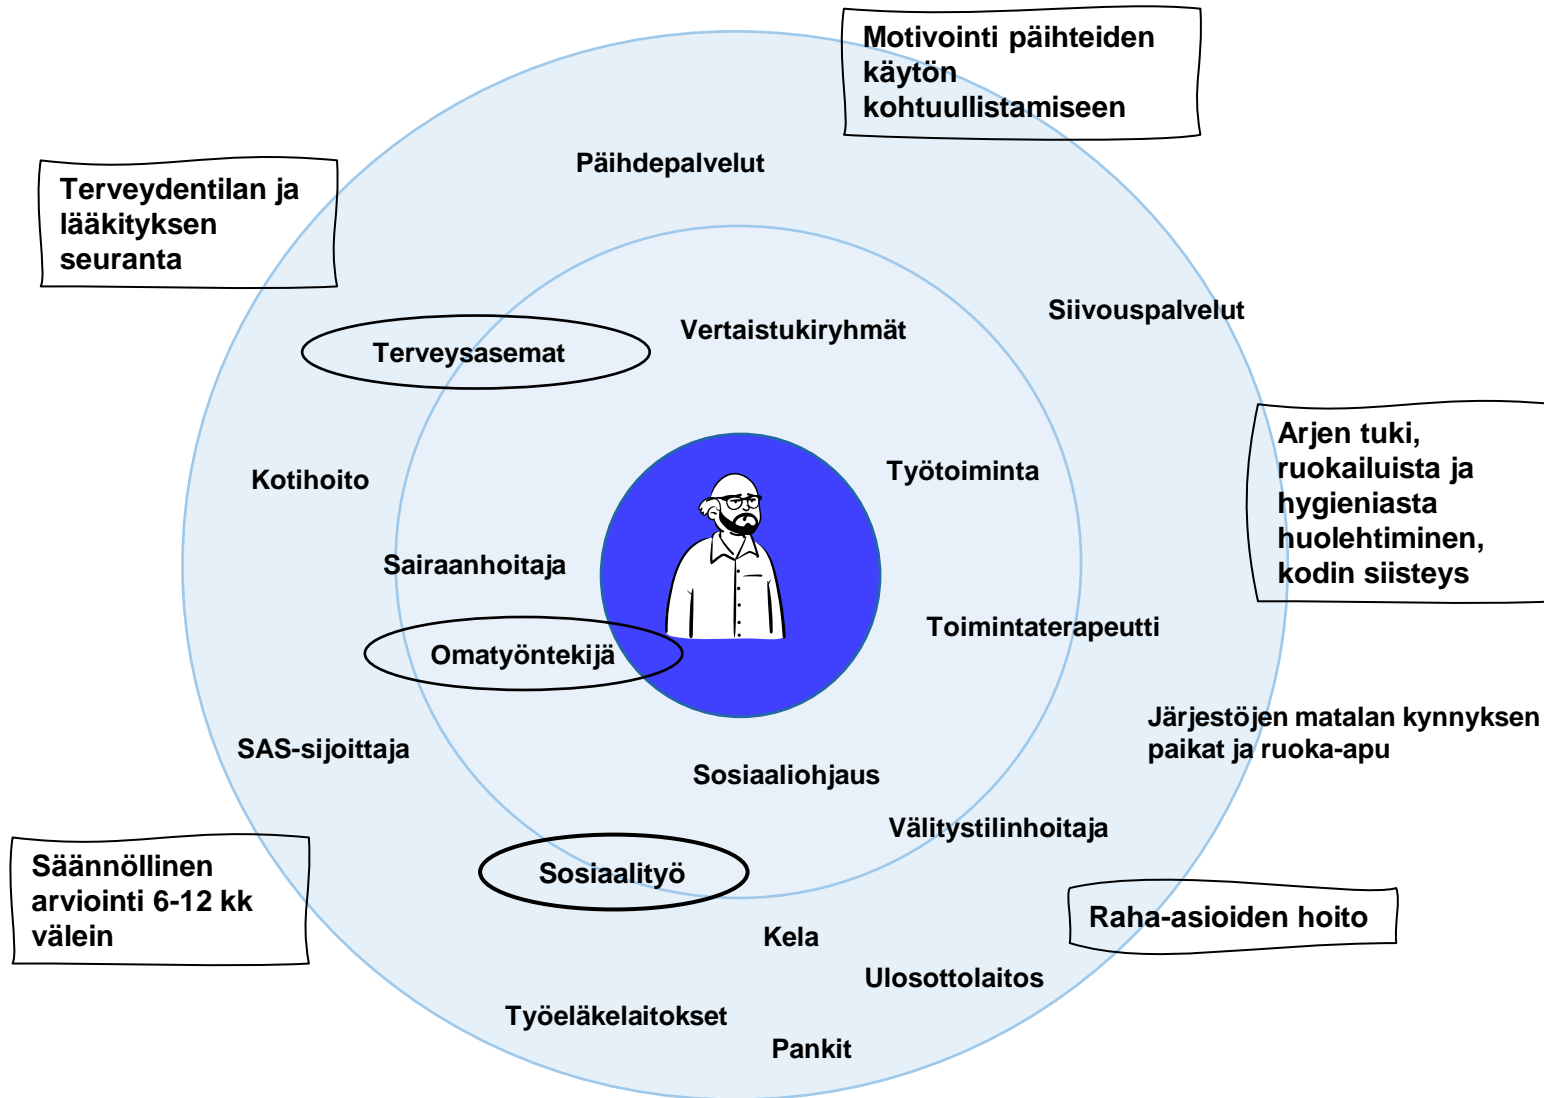 Motivointi päihteiden
käytön
kohtuullistamiseen
Päihdepalvelut
Terveydentilan ja
lääkityksen
seuranta
Siivouspalvelut
Vertaistukiryhmät
Terveysasemat
Arjen tuki,
ruokailuista ja
hygieniasta
huolehtiminen,
kodin siisteys
Työtoiminta
Kotihoito
Sairaanhoitaja
Toimintaterapeutti
Omatyöntekijä
Järjestöjen matalan kynnyksen
paikat ja ruoka-apu
SAS-sijoittaja
Sosiaaliohjaus
Välitystilinhoitaja
Säännöllinen
arviointi 6-12 kk
välein
Sosiaalityö
Raha-asioiden hoito
Kela
Ulosottolaitos
Työeläkelaitokset
Pankit